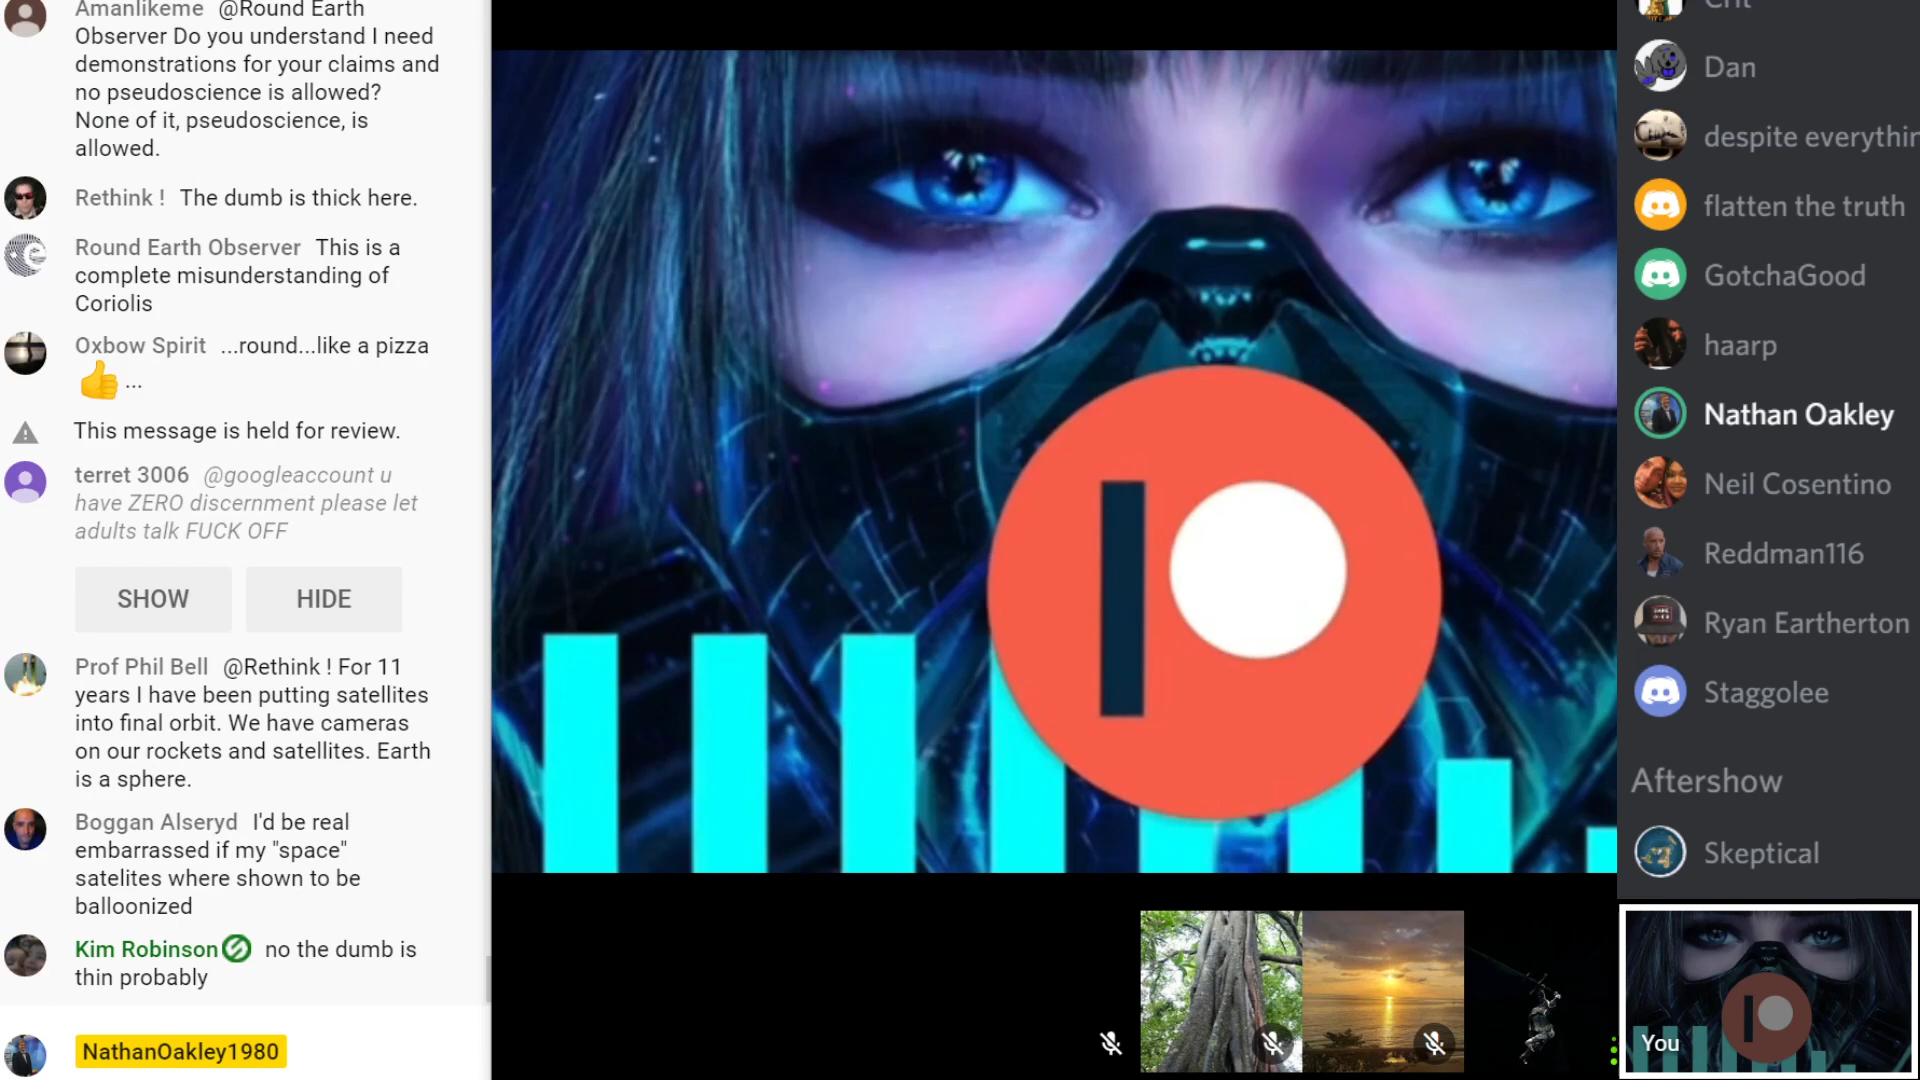 Amanlikeme @Round Earth
Observer Do you understand I need
demonstrations for your claims and
no pseudoscience is allowed?
None of it, pseudoscience, is
allowed.
Rethink ! The dumb is thick here.
Round Earth Observer This is a
complete misunderstanding of
Coriolis
Oxbow Spirit ...round...like a pizza
👍 ...
This message is held for review.
terret 3006 @googleaccount u
have ZERO discernment please let
adults talk FUCK OFF
SHOW HIDE
Prof Phil Bell @Rethink ! For 11
years I have been putting satellites
into final orbit. We have cameras
on our rockets and satellites. Earth
is a sphere.
Boggan Alseryd I'd be real
embarrassed if my "space"
satelites where shown to be
balloonized
Kim Robinson no the dumb is
thin probably
NathanOakley1980
Crit
Dan
despite everythin
flatten the truth
GotchaGood
haarp
Nathan Oakley
Neil Cosentino
Reddman116
Ryan Eartherton
Staggolee
Aftershow
Skeptical
You